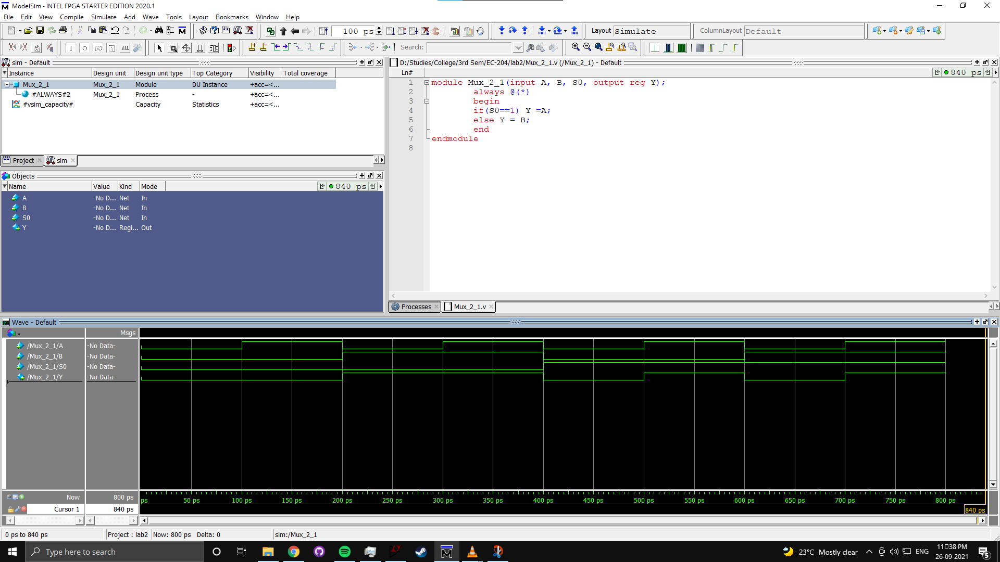 ModelSim - INTEL FPGA STARTER EDITION 2020.1
File Edit View Compile Simulate Add Wave Tools Layout Bookmarks Window Help
100 ps
Layout Simulate
ColumnLayout Default
Search:
sim - Default
Instance Design unit Design unit type Top Category Visibility Total coverage
Mux_2_1 Mux_2_1 Module DU Instance +acc=<...
#ALWAYS#2 Mux_2_1 Process - +acc=<...
#vsim_capacity# Capacity Statistics +acc=<...
Project sim
Objects
Name Value Kind Mode
840 ps
A -No D... Net In
B -No D... Net In
S0 -No D... Net In
Y -No D... Regi... Out
D:/Studies/College/3rd Sem/EC-204/lab2/Mux_2_1.v (/Mux_2_1) - Default
Ln#
840 ps
1 module Mux_2_1(input A, B, S0, output reg Y);
2 always @(*)
3 begin
4 if(S0==1) Y =A;
5 else Y = B;
6 end
7 endmodule
8
Processes Mux_2_1.v
Wave - Default
Msgs
/Mux_2_1/A -No Data-
/Mux_2_1/B -No Data-
/Mux_2_1/S0 -No Data-
/Mux_2_1/Y -No Data-
Now 800 ps
ps 50 ps 100 ps 150 ps 200 ps 250 ps 300 ps 350 ps 400 ps 450 ps 500 ps 550 ps 600 ps 650 ps 700 ps 750 ps 800 ps
Cursor 1 840 ps
840 ps
0 ps to 840 ps Project : lab2 Now: 800 ps Delta: 0 sim:/Mux_2_1
Type here to search
23°C Mostly clear
ENG
11:38 PM
26-09-2021
5